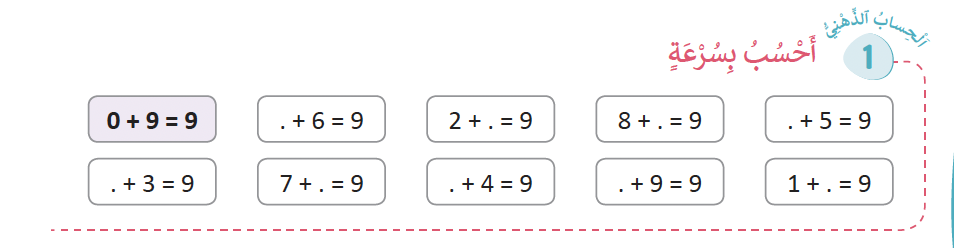 اَلْحِسابُ ٱلذِّهْنِيُّ
1 أَحْسُبُ بِسُرْعَةٍ
0 + 9 = 9 . + 6 = 9 2 + . = 9 8 + . = 9 . + 5 = 9
. + 3 = 9 7 + . = 9 . + 4 = 9 . + 9 = 9 1 + . = 9